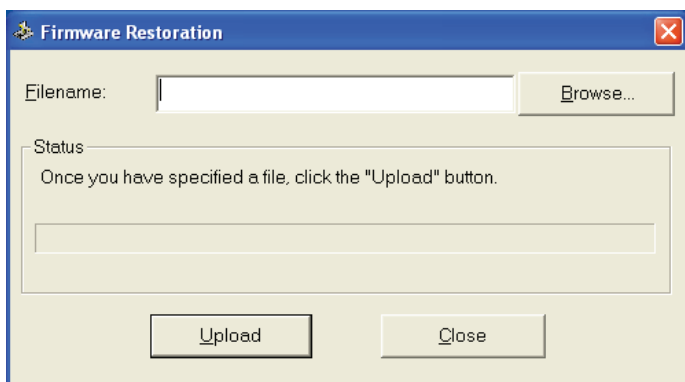 Firmware Restoration
Filename:
Browse...
Status
Once you have specified a file, click the "Upload" button.
Upload
Close